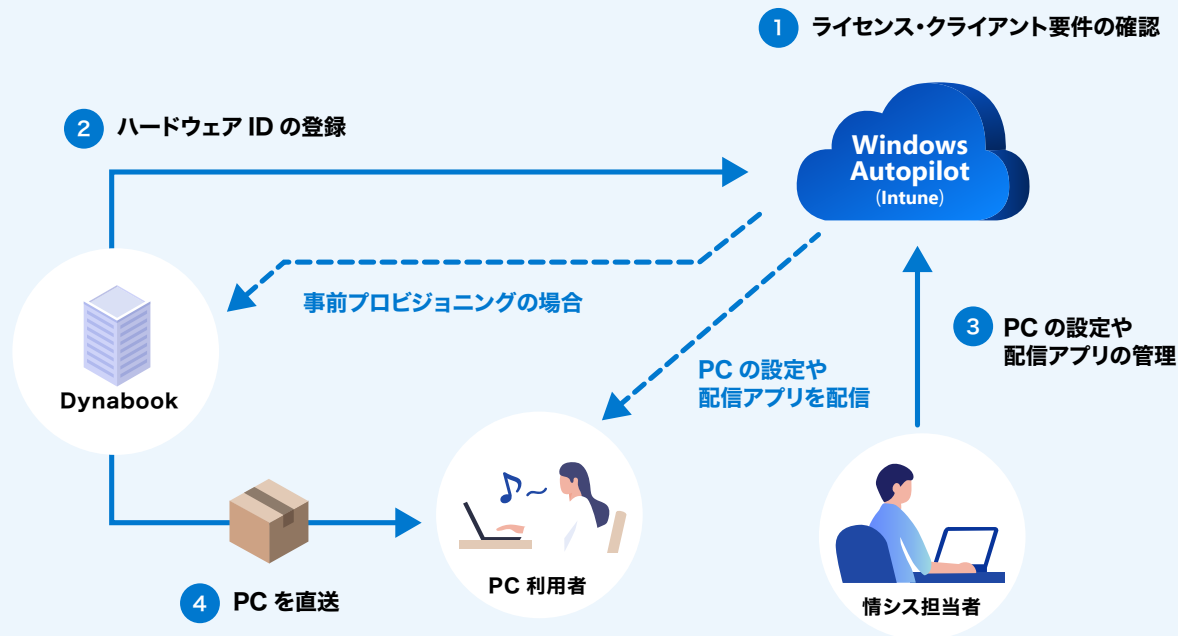 1 ライセンス・クライアント要件の確認
2 ハードウェア ID の登録
Windows
Autopilot
(Intune)
事前プロビジョニングの場合
3 PC の設定や
配信アプリの管理
PC の設定や
配信アプリを配信
Dynabook
PC 利用者
4 PC を直送
情シス担当者